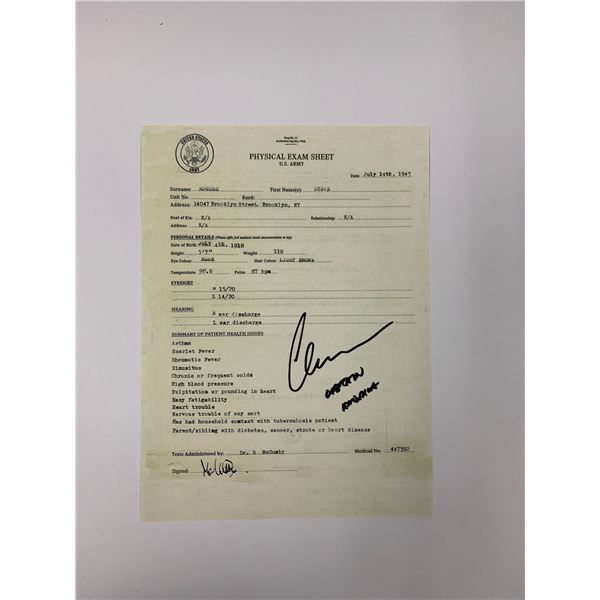 UNITED STATES
ARMY
PHYSICAL EXAM SHEET
U.S. ARMY
Date: July 14th, 1943
Surname: ROGERS First Name(s): STEVE
Unit No: Rank:
Address: 14047 Brooklyn Street, Brooklyn, NY
Next of Kin: N/A Relationship: N/A
Address: N/A
PERSONAL DETAILS
Date of Birth: JULY 4TH, 1918
Height: 5'7" Weight: 110
Eye Colour: Hair Colour: LIGHT BROWN
Temperature: 98.6 Pulse: 87 bpm
EYESIGHT
R 15/20
L 14/20
HEARING
R ear discharge
L ear discharge
SUMMARY OF PATIENT HEALTH ISSUES
Asthma
Scarlet Fever
Rheumatic Fever
Sinusitus
Chronic or frequent colds
High blood pressure
Palpitation or pounding in heart
Easy fatigability
Heart trouble
Nervous trouble of any sort
Has had household contact with tuberculosis patient
Parent/sibling with diabetes, cancer, stroke or heart disease
CAPTAIN
AMERICA
Tests Administered by: Dr. S McCumby Medical No: 447392
Signed: